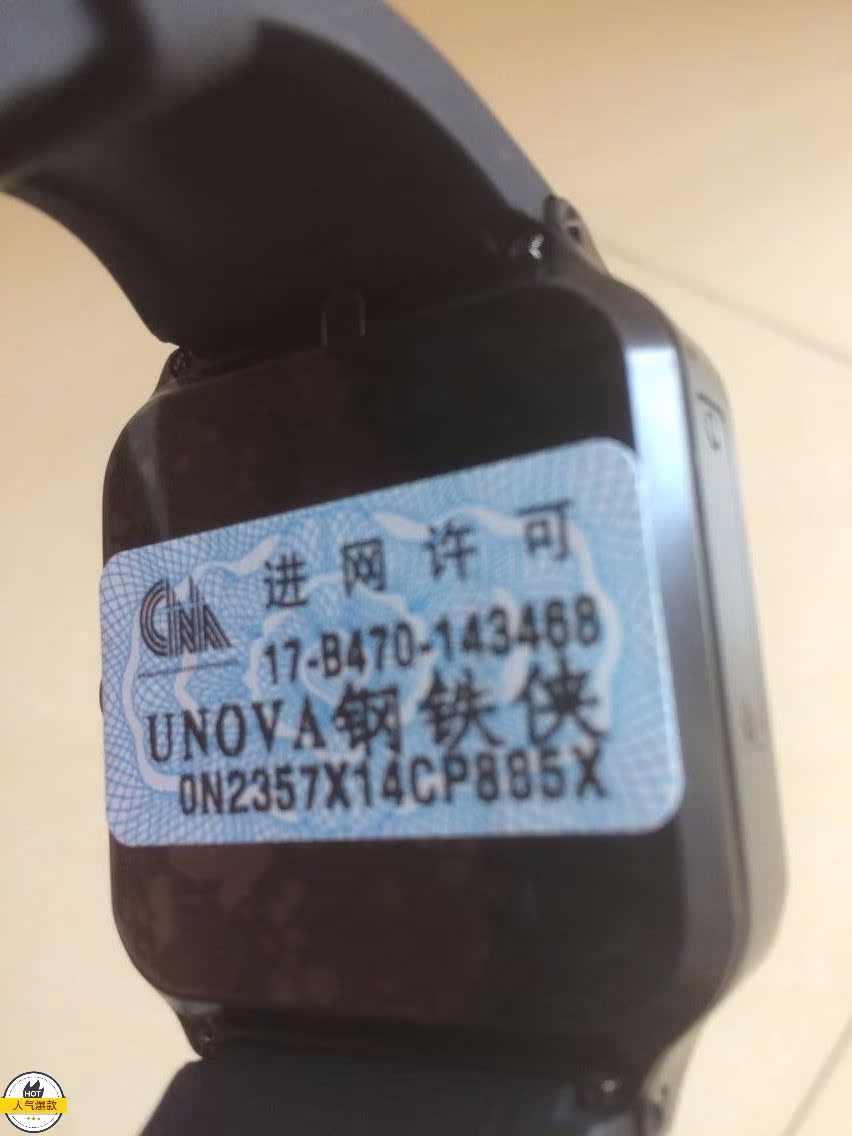 CNA
进网许可
17-B470-143468
UNOVA钢铁侠
0N2357X14CP885X
HOT
人气爆款